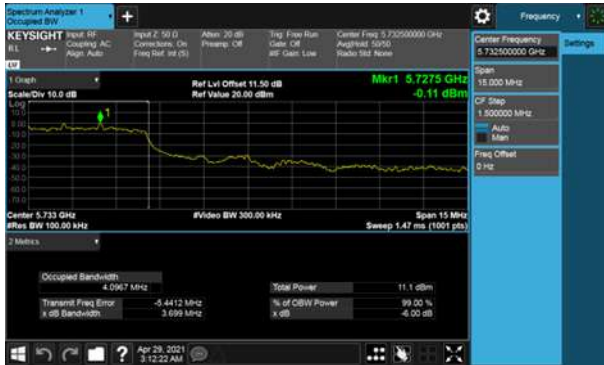 Spectrum Analyzer 1
Occupied BW
+
Frequency
KEYSIGHT
Input: RF
Input Z: 50 Ω
Atten: 20 dB
Trig: Free Run
Center Freq: 5.732500000 GHz
RL
Coupling: AC
Corrections: On
Preamp: Off
Gate: Off
Avg|Hold: 50/50
Align: Auto
Freq Ref: Int (S)
#IF Gain: Low
Radio Std: None
Center Frequency
5.732500000 GHz
Settings
Span
15.000 MHz
CF Step
1.500000 MHz
Auto
Man
Freq Offset
0 Hz
1 Graph
Ref Lvl Offset 11.50 dB
Mkr1 5.7275 GHz
Scale/Div 10.0 dB
Ref Value 20.00 dBm
-0.11 dBm
Log
10.0
0.00
1
Center 5.733 GHz
#Video BW 300.00 kHz
Span 15 MHz
#Res BW 100.00 kHz
Sweep 1.47 ms (1001 pts)
2 Metrics
Occupied Bandwidth
4.0967 MHz
Total Power
11.1 dBm
Transmit Freq Error
-5.4412 MHz
% of OBW Power
99.00 %
x dB Bandwidth
3.699 MHz
x dB
-6.00 dB
?
Apr 29, 2021
3:12:22 AM